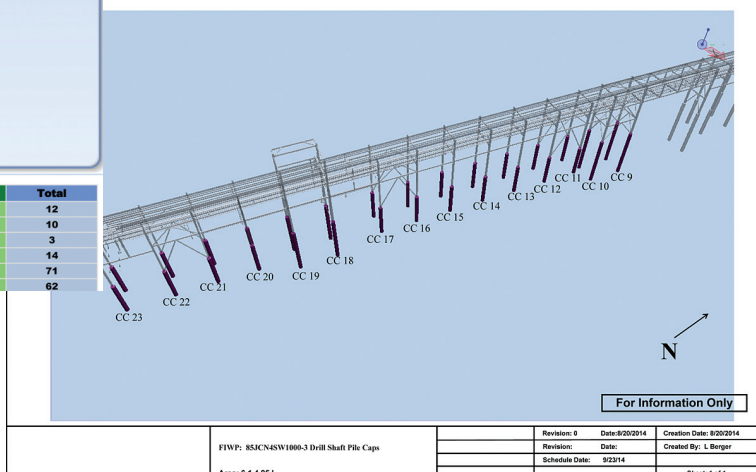 Total
12
10
3
14
71
62
CC 9
CC 10
CC 11
CC 12
CC 13
CC 14
CC 15
CC 16
CC 17
CC 18
CC 19
CC 20
CC 21
CC 22
CC 23
N
For Information Only
Revision: 0 Date:8/20/2014 Creation Date: 8/20/2014
FIWP: 85JCN4SW1000-3 Drill Shaft Pile Caps Revision: Date: Created By: L Berger
Schedule Date: 9/23/14